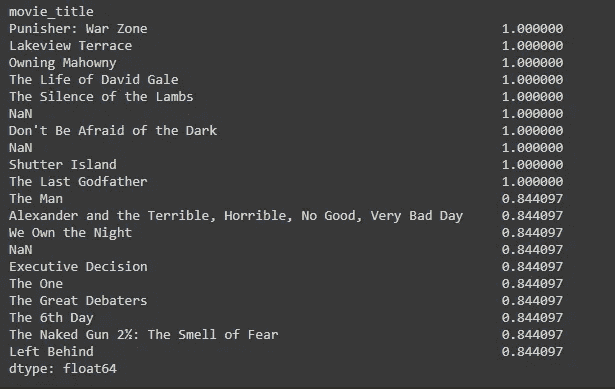 movie_title
Punisher: War Zone 1.000000
Lakeview Terrace 1.000000
Owning Mahowny 1.000000
The Life of David Gale 1.000000
The Silence of the Lambs 1.000000
NaN 1.000000
Don't Be Afraid of the Dark 1.000000
NaN 1.000000
Shutter Island 1.000000
The Last Godfather 1.000000
The Man 0.844097
Alexander and the Terrible, Horrible, No Good, Very Bad Day 0.844097
We Own the Night 0.844097
NaN 0.844097
Executive Decision 0.844097
The One 0.844097
The Great Debaters 0.844097
The 6th Day 0.844097
The Naked Gun 2½: The Smell of Fear 0.844097
Left Behind 0.844097
dtype: float64